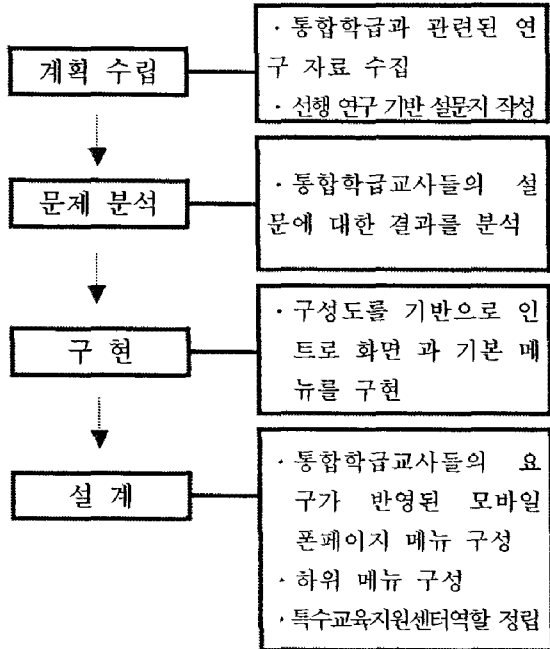 계획 수립
· 통합학급과 관련된 연
구 자료 수집
· 선행 연구 기반 설문지 작성
문제 분석
· 통합학급교사들의 설
문에 대한 결과를 분석
구 현
· 구성도를 기반으로 인
트로 화면 과 기본 메
뉴를 구현
설 계
· 통합학급교사들의 요
구가 반영된 모바일
폰페이지 메뉴 구성
· 하위 메뉴 구성
· 특수교육지원센터역할 정립